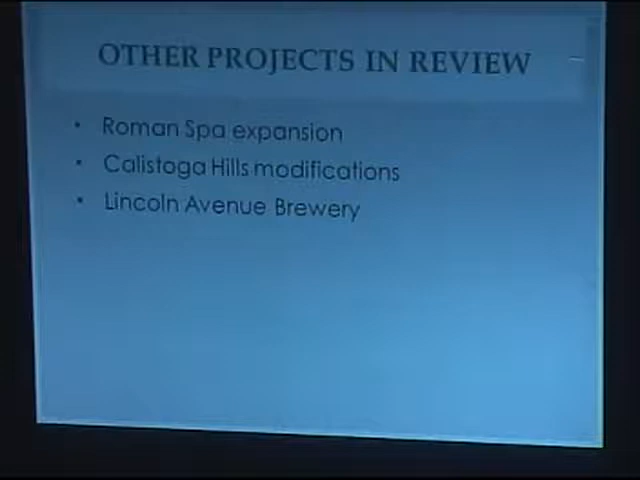 OTHER PROJECTS IN REVIEW
• Roman Spa expansion
• Calistoga Hills modifications
• Lincoln Avenue Brewery